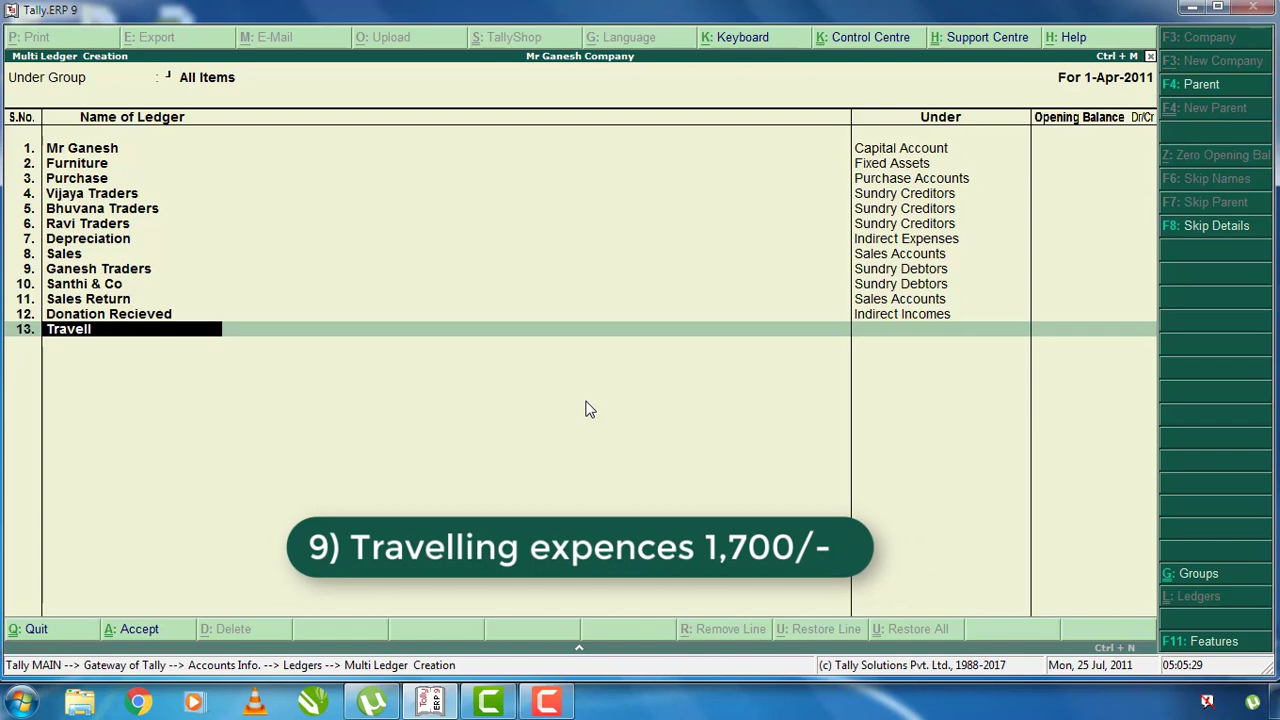 Tally.ERP 9
P: Print E: Export M: E-Mail O: Upload S: TallyShop G: Language K: Keyboard K: Control Centre H: Support Centre H: Help
F3: Company
Multi Ledger Creation Mr Ganesh Company Ctrl + M
F3: New Company
Under Group : All Items For 1-Apr-2011
F4: Parent
F4: New Parent
S.No. Name of Ledger Under Opening Balance Dr/Cr
1. Mr Ganesh Capital Account
Z: Zero Opening Bal
2. Furniture Fixed Assets
3. Purchase Purchase Accounts
F6: Skip Names
4. Vijaya Traders Sundry Creditors
F7: Skip Parent
5. Bhuvana Traders Sundry Creditors
6. Ravi Traders Sundry Creditors
F8: Skip Details
7. Depreciation Indirect Expenses
8. Sales Sales Accounts
9. Ganesh Traders Sundry Debtors
10. Santhi & Co Sundry Debtors
11. Sales Return Sales Accounts
12. Donation Recieved Indirect Incomes
13. Travell
9) Travelling expences 1,700/-
G: Groups
L: Ledgers
Q: Quit A: Accept D: Delete R: Remove Line U: Restore Line U: Restore All
F11: Features
Ctrl + N
Tally MAIN --> Gateway of Tally --> Accounts Info. --> Ledgers --> Multi Ledger Creation (c) Tally Solutions Pvt. Ltd., 1988-2017 Mon, 25 Jul, 2011 05:05:29